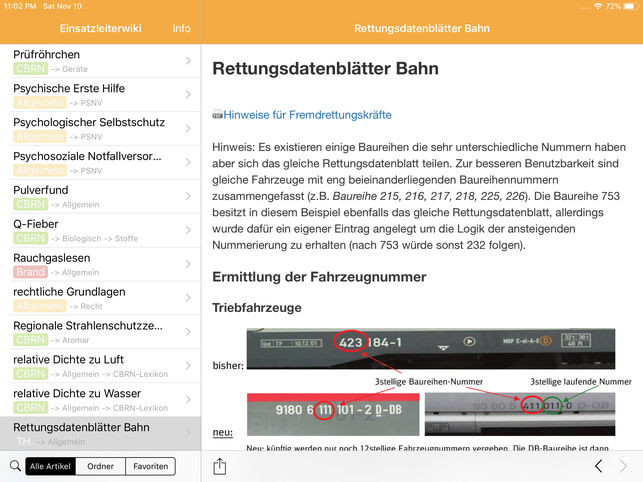 11:02 PM Sat Nov 10
72%
Einsatzleiterwiki Info
Rettungsdatenblätter Bahn
Prüfröhrchen
CBRN -> Geräte
Psychische Erste Hilfe
Allgemein -> PSNV
Psychologischer Selbstschutz
Allgemein -> PSNV
Psychosoziale Notfallversor...
Allgemein -> PSNV
Pulverfund
CBRN -> Allgemein
Q-Fieber
CBRN -> Biologisch -> Stoffe
Rauchgaslesen
Brand -> Allgemein
rechtliche Grundlagen
Allgemein -> Recht
Regionale Strahlenschutzze...
CBRN -> Atomar
relative Dichte zu Luft
CBRN -> Allgemein -> CBRN-Lexikon
relative Dichte zu Wasser
CBRN -> Allgemein -> CBRN-Lexikon
Rettungsdatenblätter Bahn
TH -> Allgemein
Alle Artikel Ordner Favoriten
Rettungsdatenblätter Bahn
Hinweise für Fremdrettungskräfte
Hinweis: Es existieren einige Baureihen die sehr unterschiedliche Nummern haben
aber sich das gleiche Rettungsdatenblatt teilen. Zur besseren Benutzbarkeit sind
gleiche Fahrzeuge mit eng beieinanderliegenden Baureihennummern
zusammengefasst (z.B. Baureihe 215, 216, 217, 218, 225, 226). Die Baureihe 753
besitzt in diesem Beispiel ebenfalls das gleiche Rettungsdatenblatt, allerdings
wurde dafür ein eigener Eintrag angelegt um die Logik der ansteigenden
Nummerierung zu erhalten (nach 753 würde sonst 232 folgen).
Ermittlung der Fahrzeugnummer
Triebfahrzeuge
423 184-1
bisher:
3stellige Baureihen-Nummer 3stellige laufende Nummer
9180 6 111 101-2 D-DB
93 80 5 411 011-0 D-DB
neu:
Neu: künftig werden nur noch 12stellige Fahrzeugnummern vergeben. Die DB-Baureihe ist dann